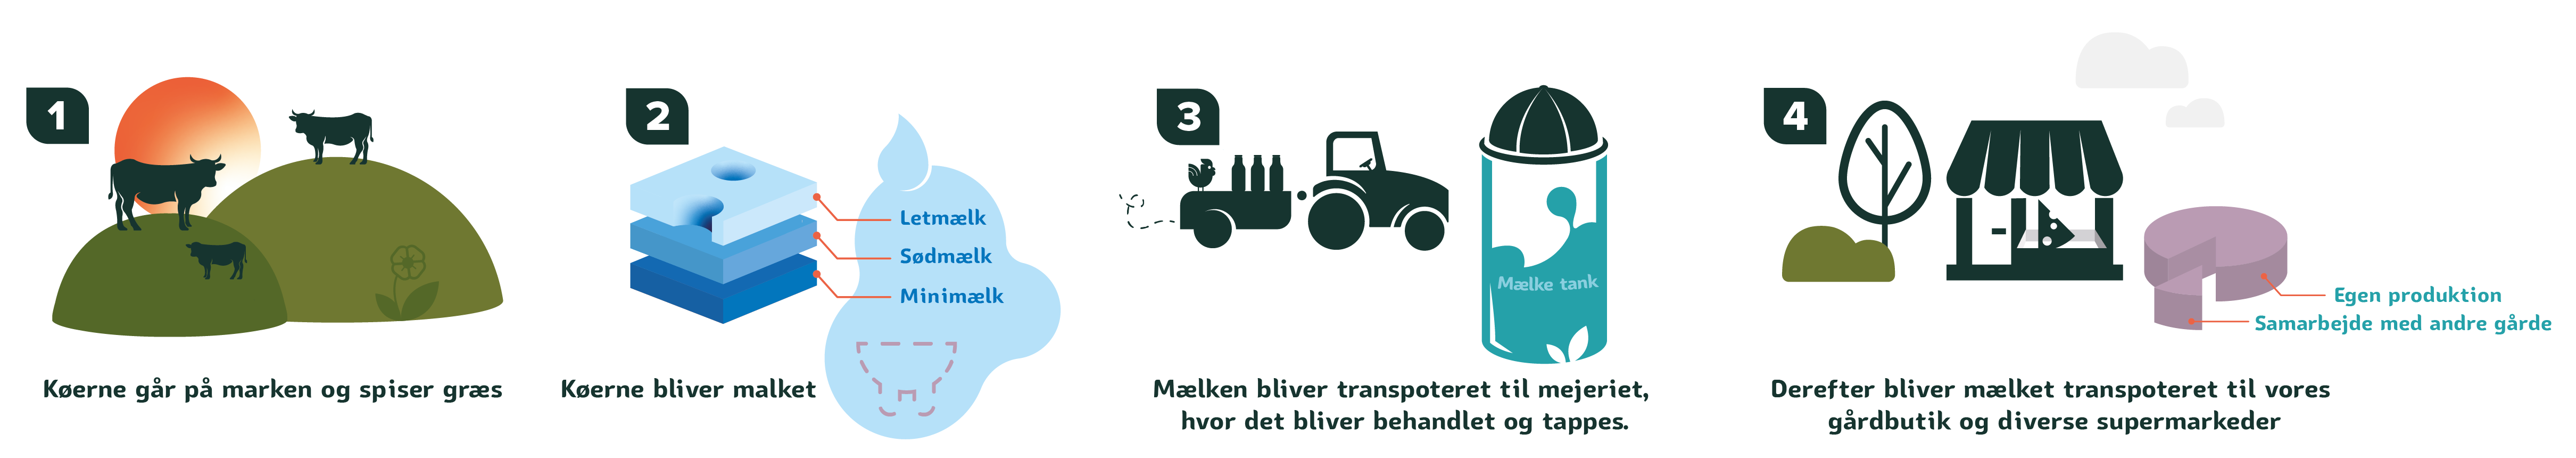 1
Køerne går på marken og spiser græs
2
Letmælk
Sødmælk
Minimælk
Køerne bliver malket
3
Mælke tank
Mælken bliver transpoteret til mejeriet,
hvor det bliver behandlet og tappes.
4
Egen produktion
Samarbejde med andre gårde
Derefter bliver mælket transpoteret til vores
gårdbutik og diverse supermarkeder